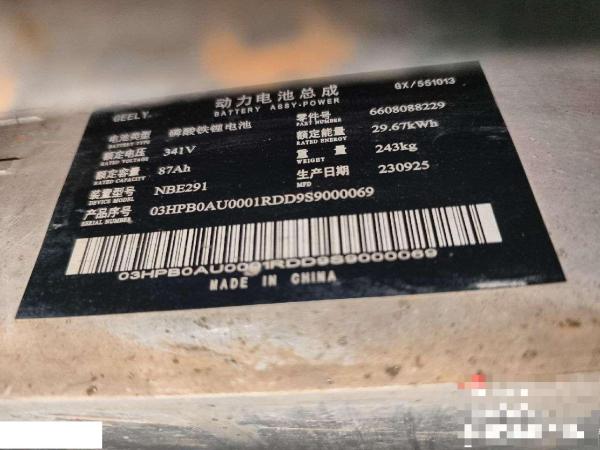 GEELY.
动力电池总成
BATTERY ASSY-POWER
GX/551013
电池类型 磷酸铁锂电池
BATTERY TYPE
零件号 6608088229
PART NUMBER
额定电压 341V
RATED VOLTAGE
额定能量 29.67kWh
RATED ENERGY
额定容量 87Ah
RATED CAPACITY
重量 243kg
WEIGHT
装置型号 NBE291
DEVICE MODEL
生产日期 230925
MFD
产品序号 03HPB0AU0001RDD9S9000069
SERIAL NUMBER
03HPB0AU0001RDD9S9000069
MADE IN CHINA